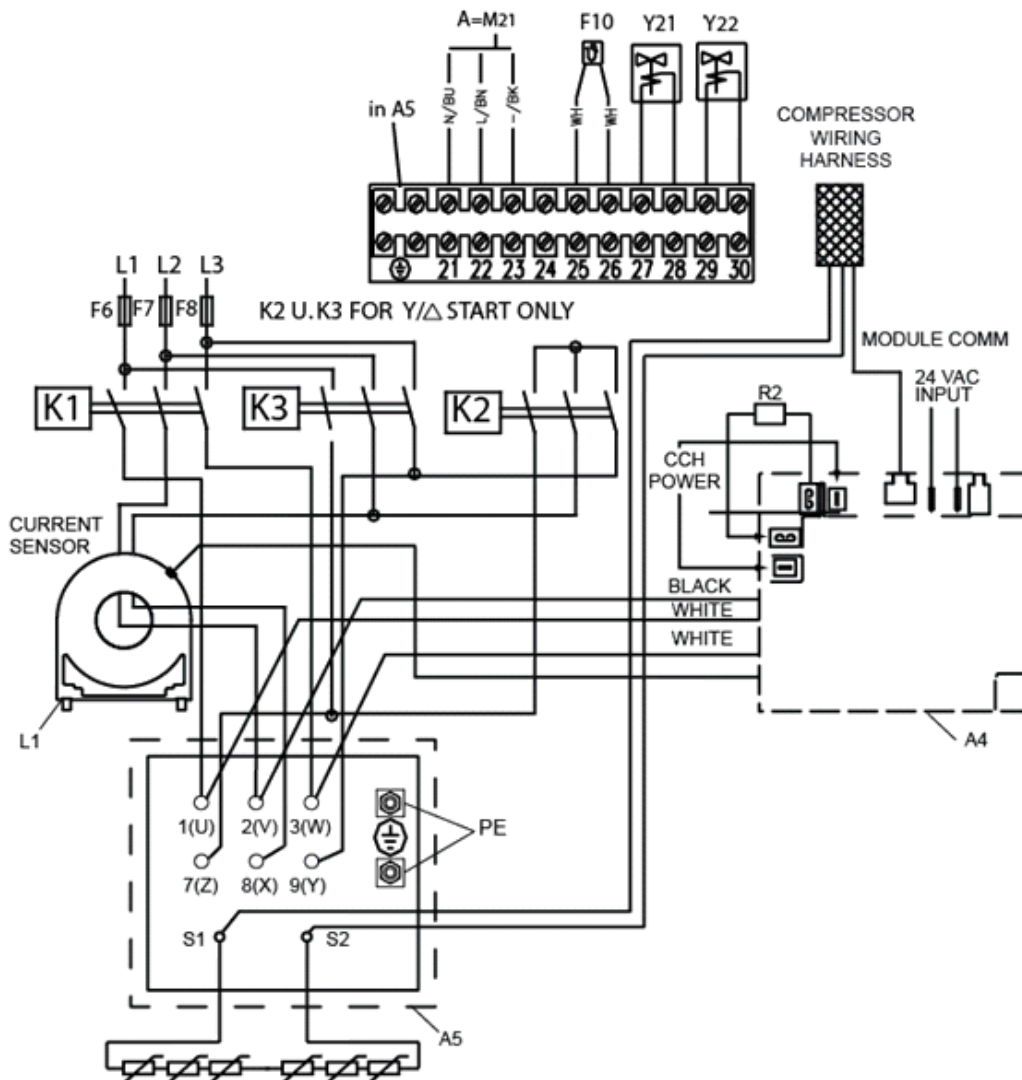 A=M21
F10
Y21
Y22
in A5
N/BU
L/BN
-/BK
WH
WH
COMPRESSOR
WIRING
HARNESS
21 22 23 24 25 26 27 28 29 30
L1 L2 L3
F6 F7 F8
K2 U.K3 FOR Y/△ START ONLY
MODULE COMM
24 VAC
INPUT
K1
K3
K2
R2
CCH
POWER
CURRENT
SENSOR
BLACK
WHITE
WHITE
L1
A4
1(U) 2(V) 3(W)
PE
7(Z) 8(X) 9(Y)
S1
S2
A5